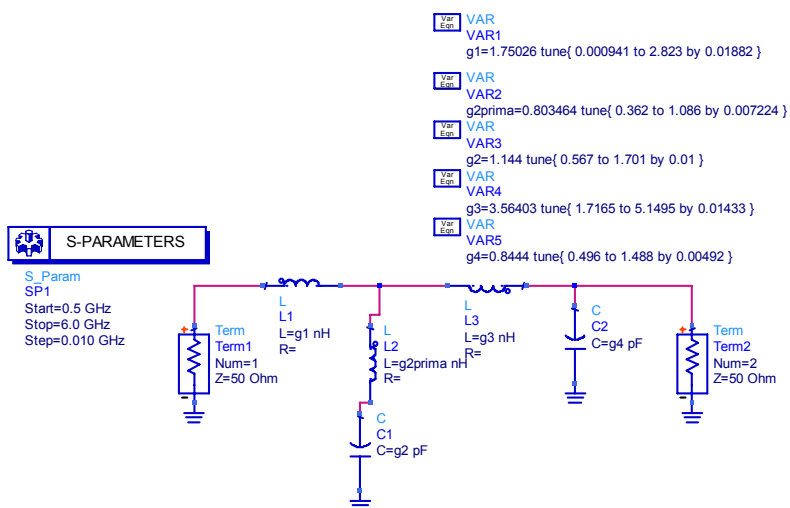 Var
Eqn
VAR
VAR1
g1=1.75026 tune{ 0.000941 to 2.823 by 0.01882 }
Var
Eqn
VAR
VAR2
g2prima=0.803464 tune{ 0.362 to 1.086 by 0.007224 }
Var
Eqn
VAR
VAR3
g2=1.144 tune{ 0.567 to 1.701 by 0.01 }
Var
Eqn
VAR
VAR4
g3=3.56403 tune{ 1.7165 to 5.1495 by 0.01433 }
Var
Eqn
VAR
VAR5
g4=0.8444 tune{ 0.496 to 1.488 by 0.00492 }
S-PARAMETERS
S_Param
SP1
Start=0.5 GHz
Stop=6.0 GHz
Step=0.010 GHz
Term
Term1
Num=1
Z=50 Ohm
L
L1
L=g1 nH
R=
L
L2
L=g2prima nH
R=
C
C1
C=g2 pF
L
L3
L=g3 nH
R=
C
C2
C=g4 pF
Term
Term2
Num=2
Z=50 Ohm